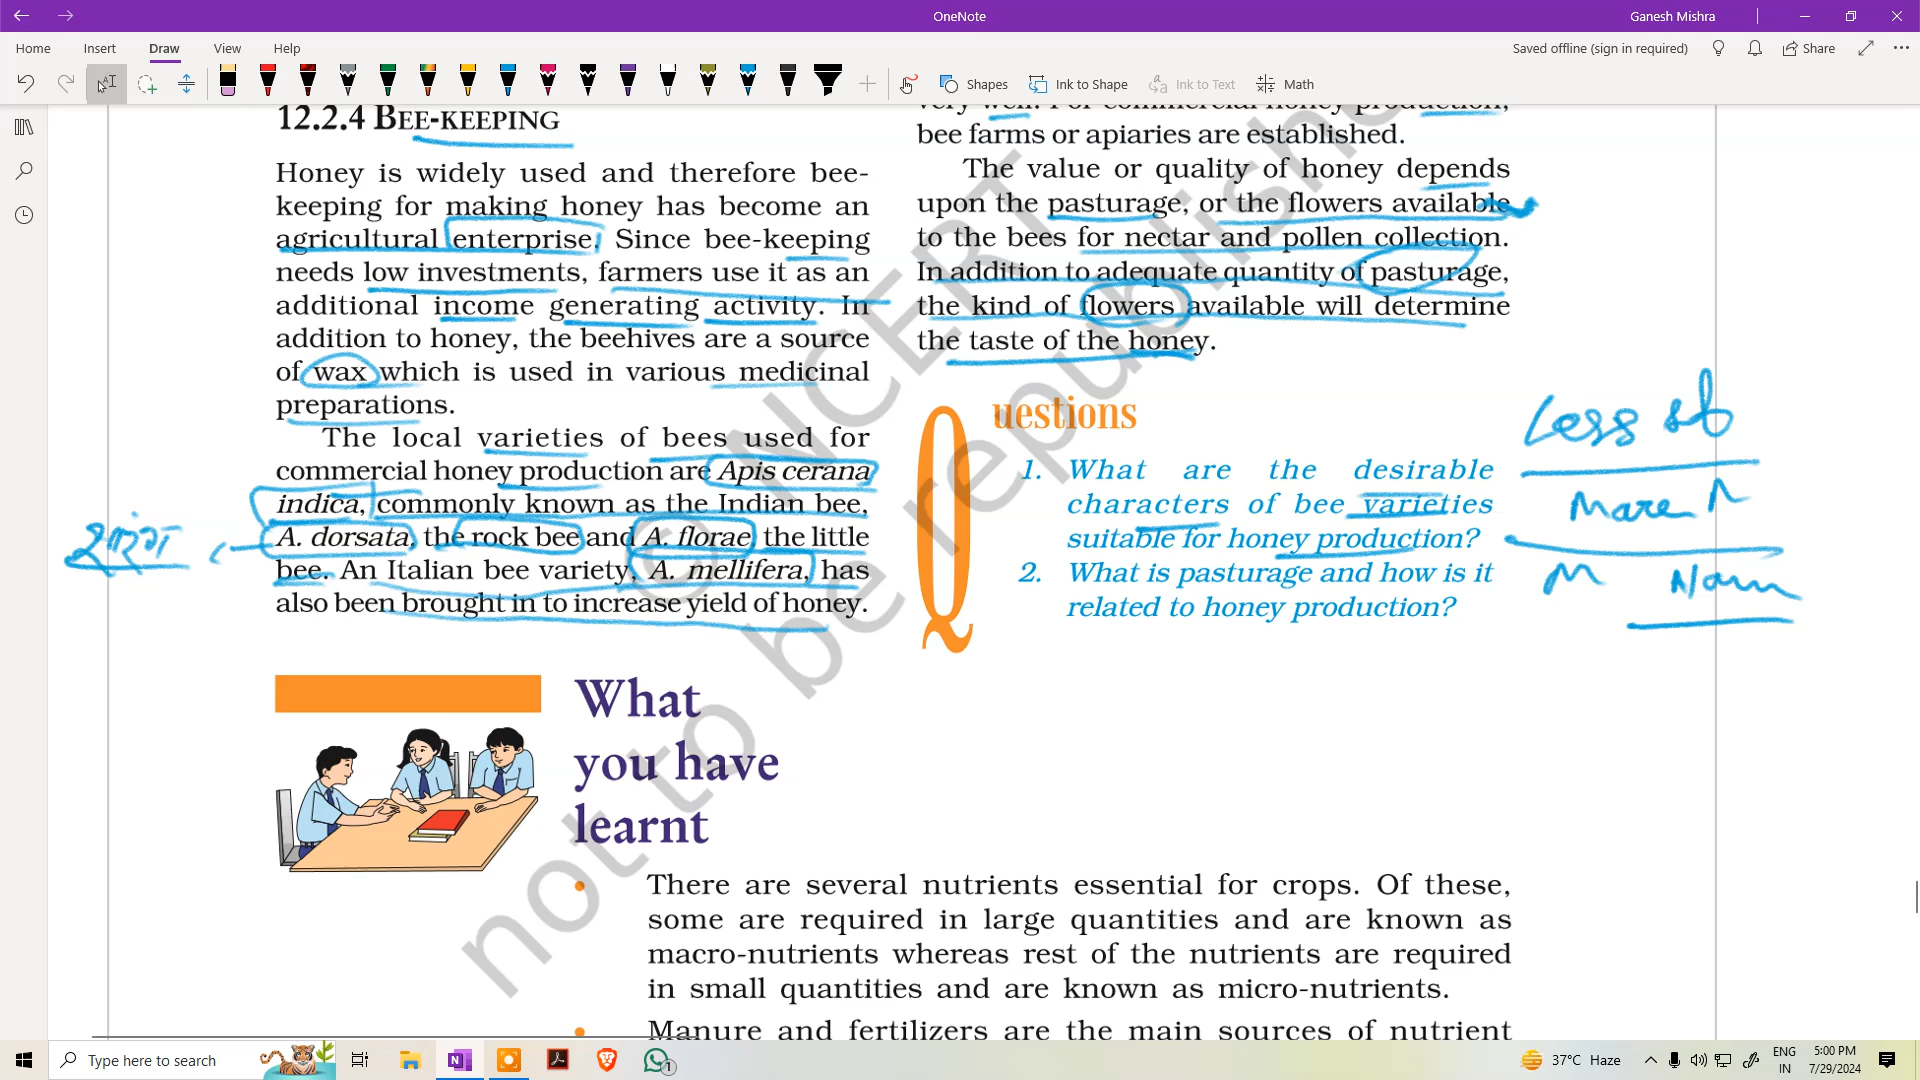 OneNote
Ganesh Mishra
Home Insert Draw View Help
Saved offline (sign in required)
Share
Shapes
Ink to Shape
Ink to Text
Math
12.2.4 BEE-KEEPING
Honey is widely used and therefore bee-
keeping for making honey has become an
agricultural enterprise. Since bee-keeping
needs low investments, farmers use it as an
additional income generating activity. In
addition to honey, the beehives are a source
of wax which is used in various medicinal
preparations.
The local varieties of bees used for
commercial honey production are Apis cerana
indica, commonly known as the Indian bee,
A. dorsata, the rock bee and A. florae, the little
bee. An Italian bee variety, A. mellifera, has
also been brought in to increase yield of honey.
very well. For commercial honey production,
bee farms or apiaries are established.
The value or quality of honey depends
upon the pasturage, or the flowers available
to the bees for nectar and pollen collection.
In addition to adequate quantity of pasturage,
the kind of flowers available will determine
the taste of the honey.
Questions
1. What are the desirable
characters of bee varieties
suitable for honey production?
2. What is pasturage and how is it
related to honey production?
Less
© NCERT
not to be republished
What
you have
learnt
• There are several nutrients essential for crops. Of these,
some are required in large quantities and are known as
macro-nutrients whereas rest of the nutrients are required
in small quantities and are known as micro-nutrients.
• Manure and fertilizers are the main sources of nutrient
Type here to search
1
37°C Haze
ENG
IN
5:00 PM
7/29/2024